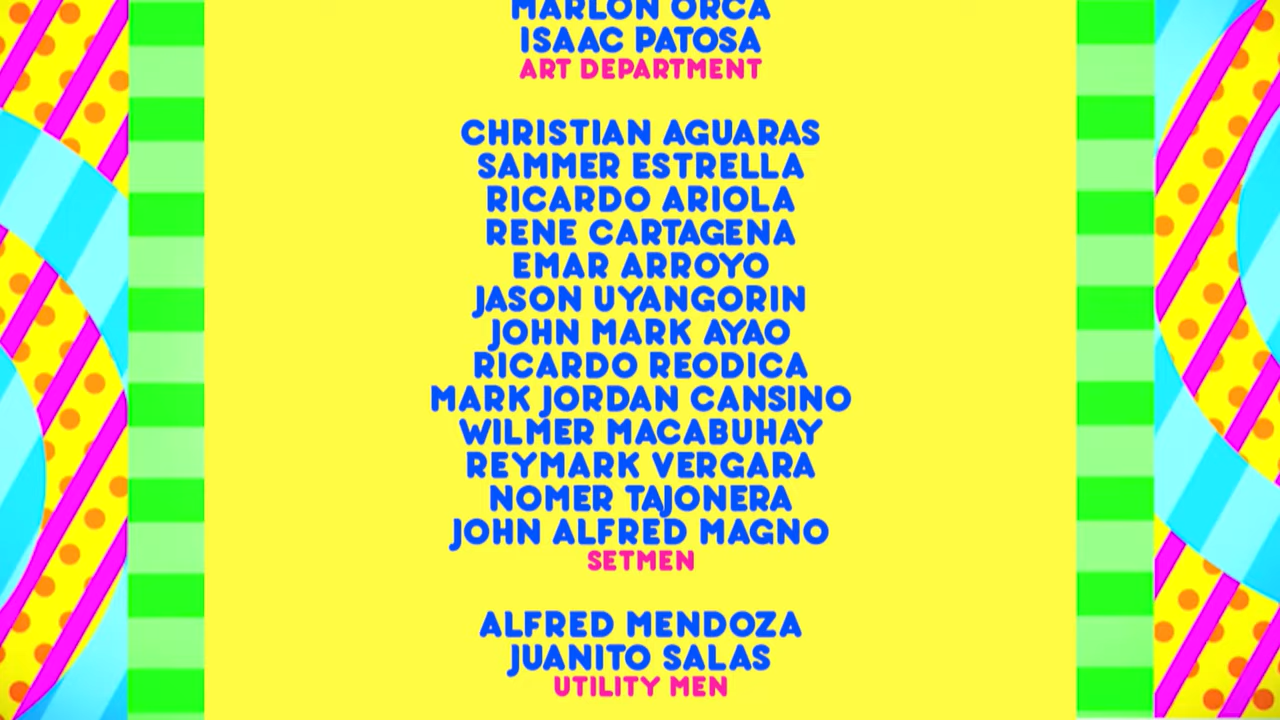 MARLON ORCA
ISAAC PATOSA
ART DEPARTMENT
CHRISTIAN AGUARAS
SAMMER ESTRELLA
RICARDO ARIOLA
RENE CARTAGENA
EMAR ARROYO
JASON UYANGORIN
JOHN MARK AYAO
RICARDO REODICA
MARK JORDAN CANSINO
WILMER MACABUHAY
REYMARK VERGARA
NOMER TAJONERA
JOHN ALFRED MAGNO
SETMEN
ALFRED MENDOZA
JUANITO SALAS
UTILITY MEN